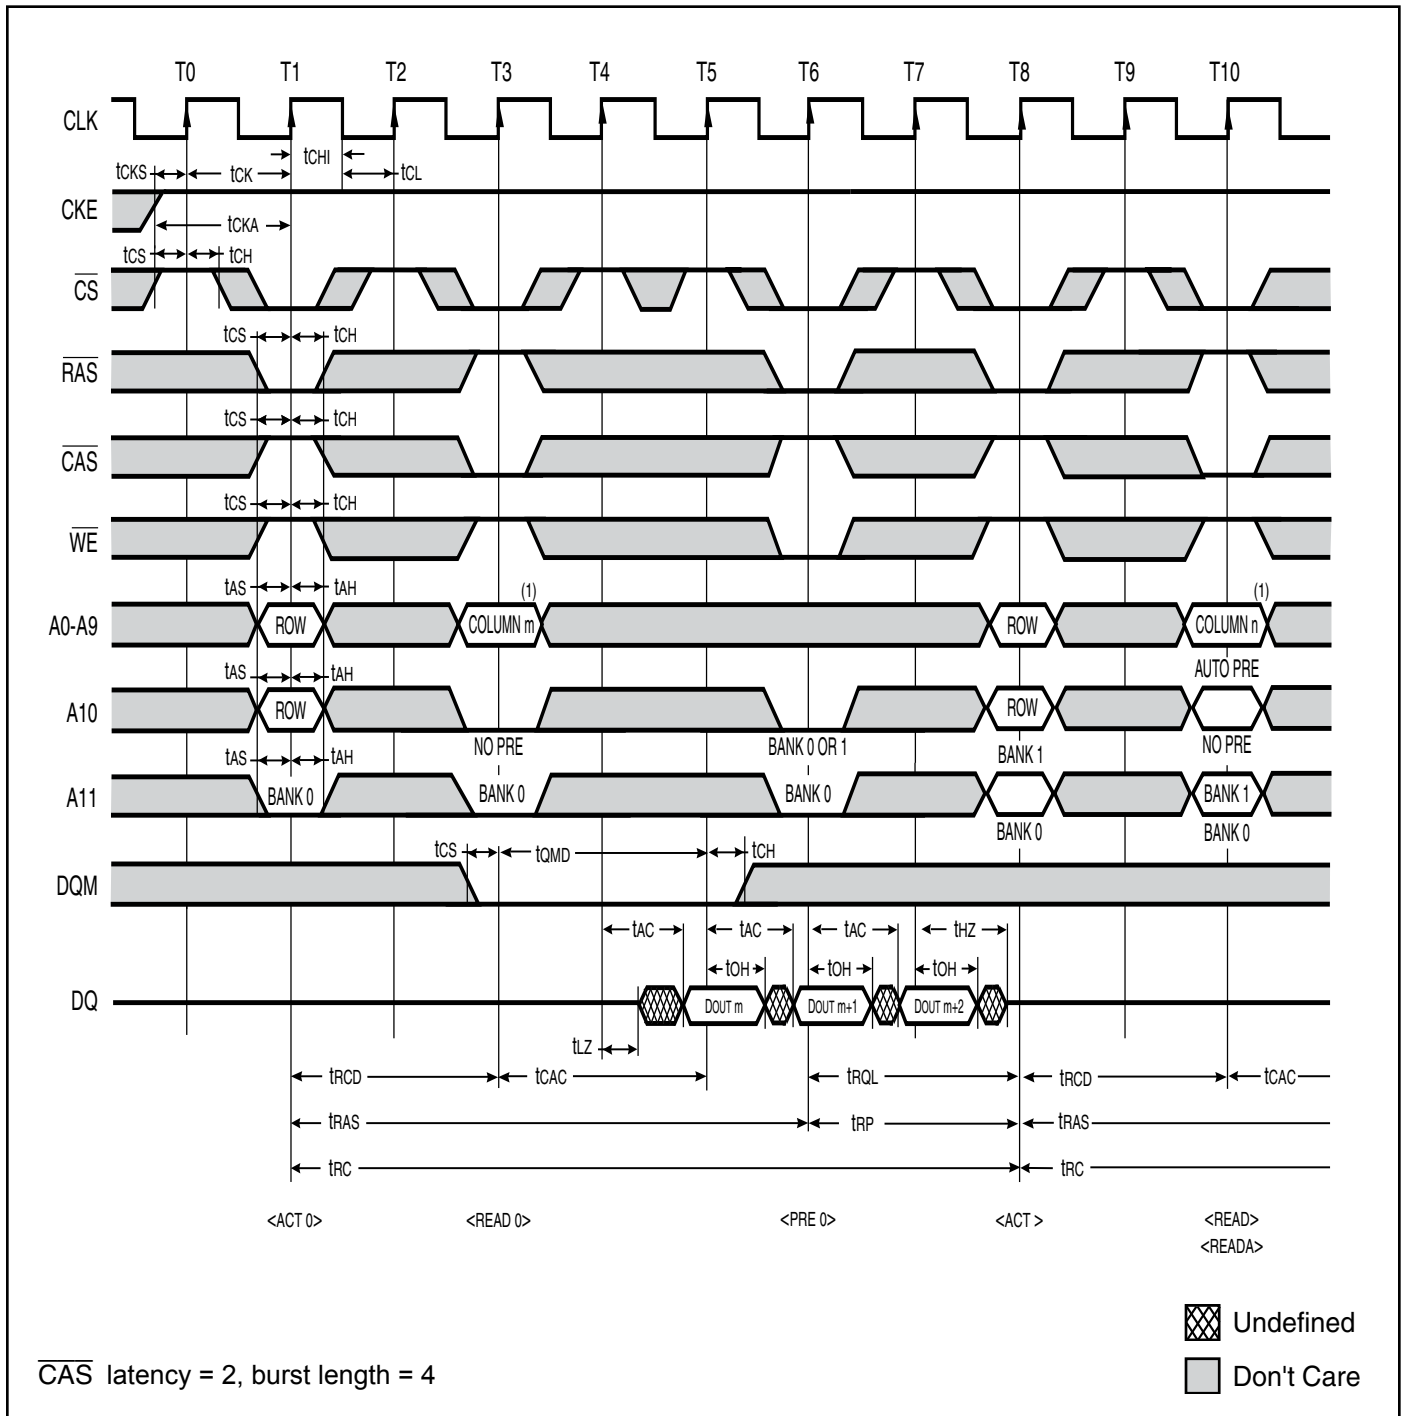 T0 T1 T2 T3 T4 T5 T6 T7 T8 T9 T10
CLK
tCHI
tCKS tCK tCL
CKE
tCKA
tCS tCH
CS
tCS tCH
RAS
tCS tCH
CAS
tCS tCH
WE
tAS tAH (1) (1)
A0-A9 ROW COLUMN m ROW COLUMN n
tAS tAH AUTO PRE
A10 ROW ROW
NO PRE BANK 0 OR 1 BANK 1 NO PRE
tAS tAH
A11 BANK 0 BANK 0 BANK 0 BANK 1
BANK 0 BANK 0
tCS tQMD tCH
DQM
tAC tAC tAC tHZ
tOH tOH tOH
DQ DOUT m DOUT m+1 DOUT m+2
tLZ
tRCD tCAC tRQL tRCD tCAC
tRAS tRP tRAS
tRC tRC
<ACT 0> <READ 0> <PRE 0> <ACT > <READ>
<READA>
Undefined
CAS latency = 2, burst length = 4 Don't Care